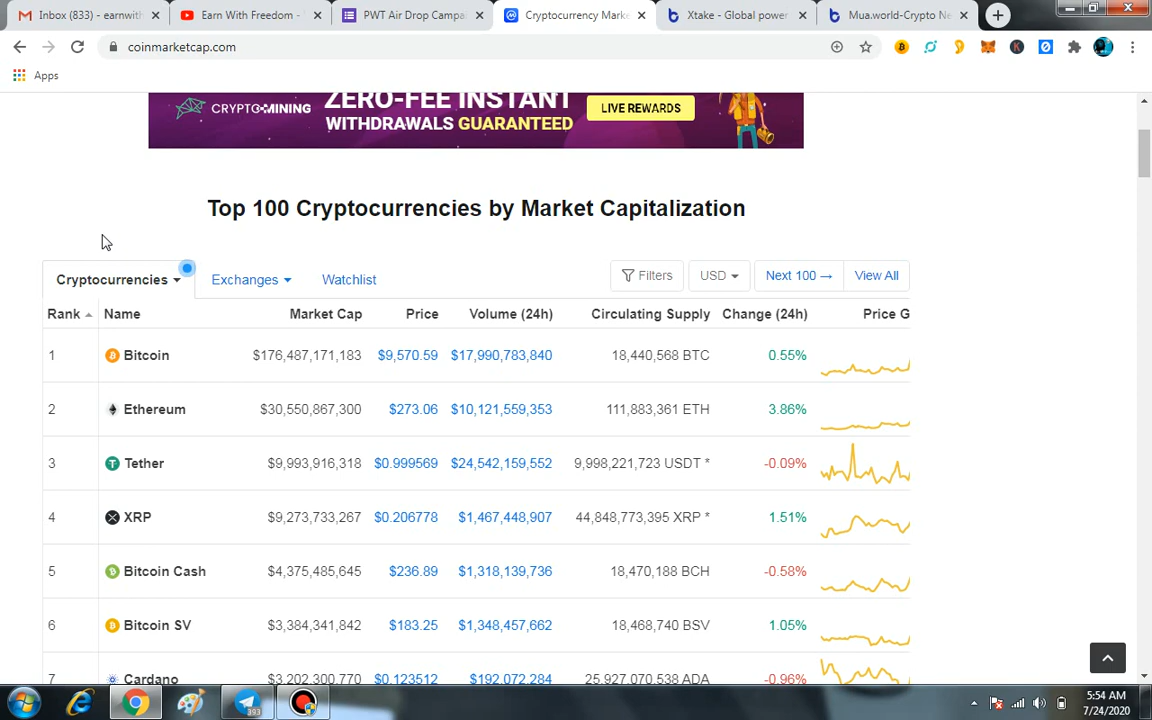 Inbox (833) - earnwith
Earn With Freedom -
PWT Air Drop Campa
Cryptocurrency Marke
Xtake - Global power
Mua.world-Crypto Ne
coinmarketcap.com
Apps
CRYPTOMINING
ZERO-FEE INSTANT
WITHDRAWALS GUARANTEED
LIVE REWARDS
Top 100 Cryptocurrencies by Market Capitalization
Cryptocurrencies Exchanges Watchlist Filters USD Next 100 → View All
Rank Name Market Cap Price Volume (24h) Circulating Supply Change (24h) Price G
1 Bitcoin $176,487,171,183 $9,570.59 $17,990,783,840 18,440,568 BTC 0.55%
2 Ethereum $30,550,867,300 $273.06 $10,121,559,353 111,883,361 ETH 3.86%
3 Tether $9,993,916,318 $0.999569 $24,542,159,552 9,998,221,723 USDT * -0.09%
4 XRP $9,273,733,267 $0.206778 $1,467,448,907 44,848,773,395 XRP * 1.51%
5 Bitcoin Cash $4,375,485,645 $236.89 $1,318,139,736 18,470,188 BCH -0.58%
6 Bitcoin SV $3,384,341,842 $183.25 $1,348,457,662 18,468,740 BSV 1.05%
7 Cardano $3,202,300,770 $0.123512 $192,072,284 25,927,070,538 ADA -0.96%
393
5:54 AM
7/24/2020